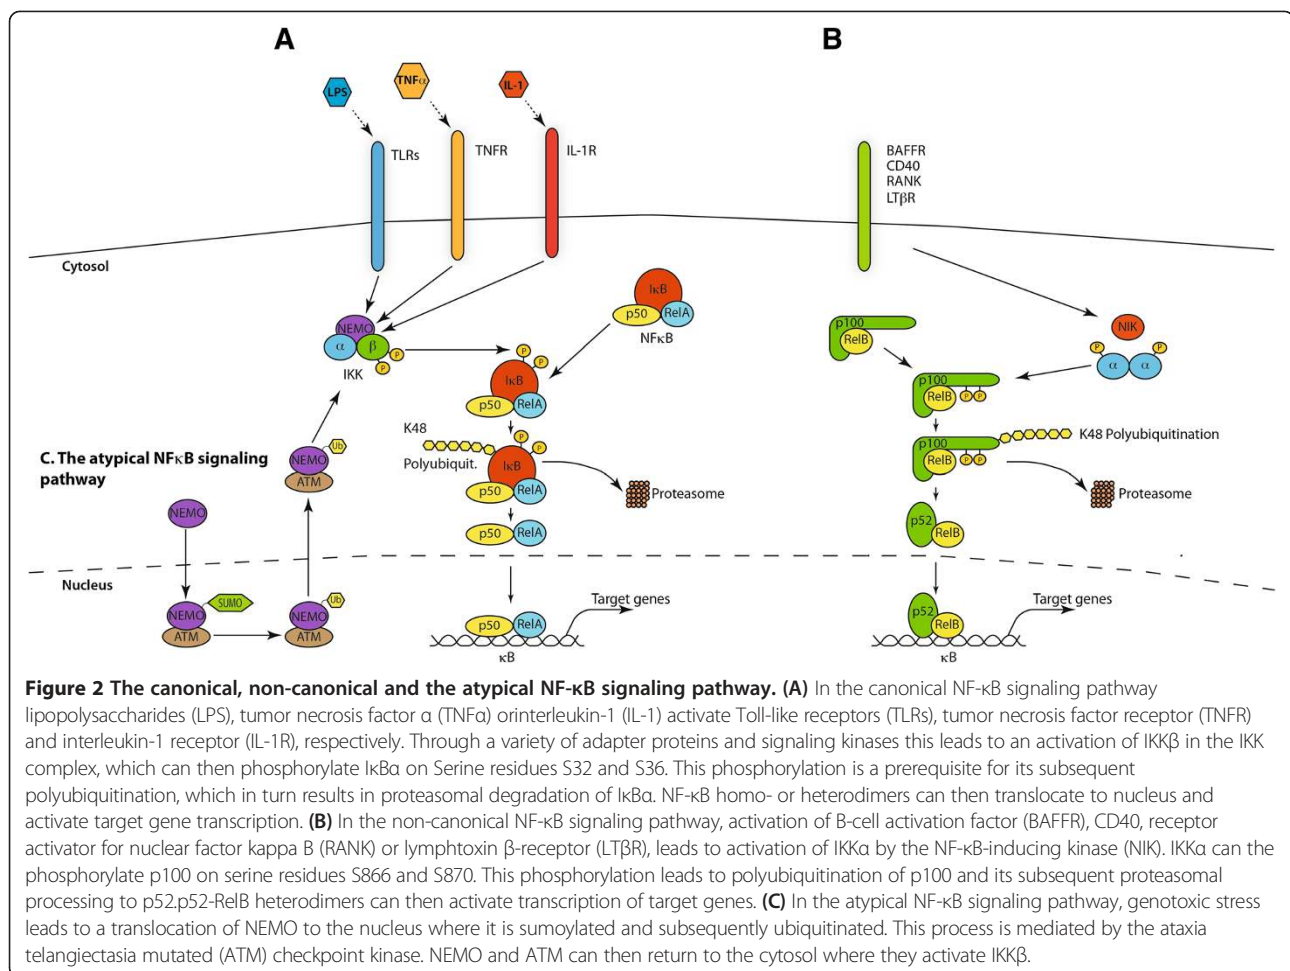 A
B
LPS
TNFα
IL-1
TLRs
TNFR
IL-1R
BAFFR
CD40
RANK
LTβR
Cytosol
IκB
p50
RelA
NFκB
NEMO
α
β
P
P
IKK
P
P
IκB
p50
RelA
K48
Polyubiquit.
P
P
IκB
p50
RelA
Proteasome
p50
RelA
p100
RelB
NIK
P
P
α
α
p100
RelB
P
P
p100
RelB
P
P
K48 Polyubiquitination
Proteasome
p52
RelB
C. The atypical NFκB signaling
pathway
NEMO
Ub
ATM
NEMO
Nucleus
NEMO
SUMO
ATM
NEMO
Ub
ATM
p50
RelA
Target genes
κB
p52
RelB
Target genes
κB
Figure 2 The canonical, non-canonical and the atypical NF-κB signaling pathway. (A) In the canonical NF-κB signaling pathway
lipopolysaccharides (LPS), tumor necrosis factor α (TNFα) orinterleukin-1 (IL-1) activate Toll-like receptors (TLRs), tumor necrosis factor receptor (TNFR)
and interleukin-1 receptor (IL-1R), respectively. Through a variety of adapter proteins and signaling kinases this leads to an activation of IKKβ in the IKK
complex, which can then phosphorylate IκBα on Serine residues S32 and S36. This phosphorylation is a prerequisite for its subsequent
polyubiquitination, which in turn results in proteasomal degradation of IκBα. NF-κB homo- or heterodimers can then translocate to nucleus and
activate target gene transcription. (B) In the non-canonical NF-κB signaling pathway, activation of B-cell activation factor (BAFFR), CD40, receptor
activator for nuclear factor kappa B (RANK) or lymphtoxin β-receptor (LTβR), leads to activation of IKKα by the NF-κB-inducing kinase (NIK). IKKα can the
phosphorylate p100 on serine residues S866 and S870. This phosphorylation leads to polyubiquitination of p100 and its subsequent proteasomal
processing to p52.p52-RelB heterodimers can then activate transcription of target genes. (C) In the atypical NF-κB signaling pathway, genotoxic stress
leads to a translocation of NEMO to the nucleus where it is sumoylated and subsequently ubiquitinated. This process is mediated by the ataxia
telangiectasia mutated (ATM) checkpoint kinase. NEMO and ATM can then return to the cytosol where they activate IKKβ.